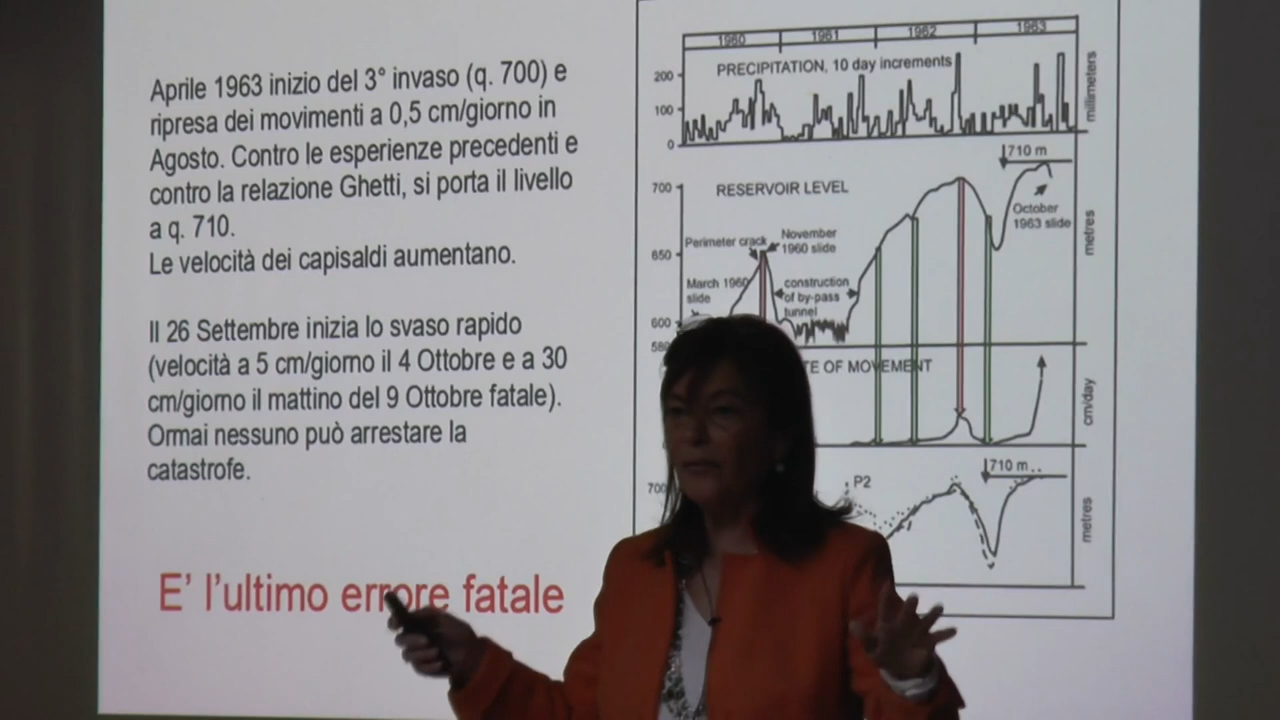 Aprile 1963 inizio del 3° invaso (q. 700) e
ripresa dei movimenti a 0,5 cm/giorno in
Agosto. Contro le esperienze precedenti e
contro la relazione Ghetti, si porta il livello
a q. 710.
Le velocità dei capisaldi aumentano.
Il 26 Settembre inizia lo svaso rapido
(velocità a 5 cm/giorno il 4 Ottobre e a 30
cm/giorno il mattino del 9 Ottobre fatale).
Ormai nessuno può arrestare la
catastrofe.
E' l'ultimo errore fatale
1960 1961 1962 1963
PRECIPITATION, 10 day increments
200
100
0
millimeters
710 m
700
RESERVOIR LEVEL
October
1963 slide
Perimeter crack
November
1960 slide
650
metres
March 1960
slide
construction
of by-pass
tunnel
600
580
TE OF MOVEMENT
cm/day
710 m
P2
700
metres